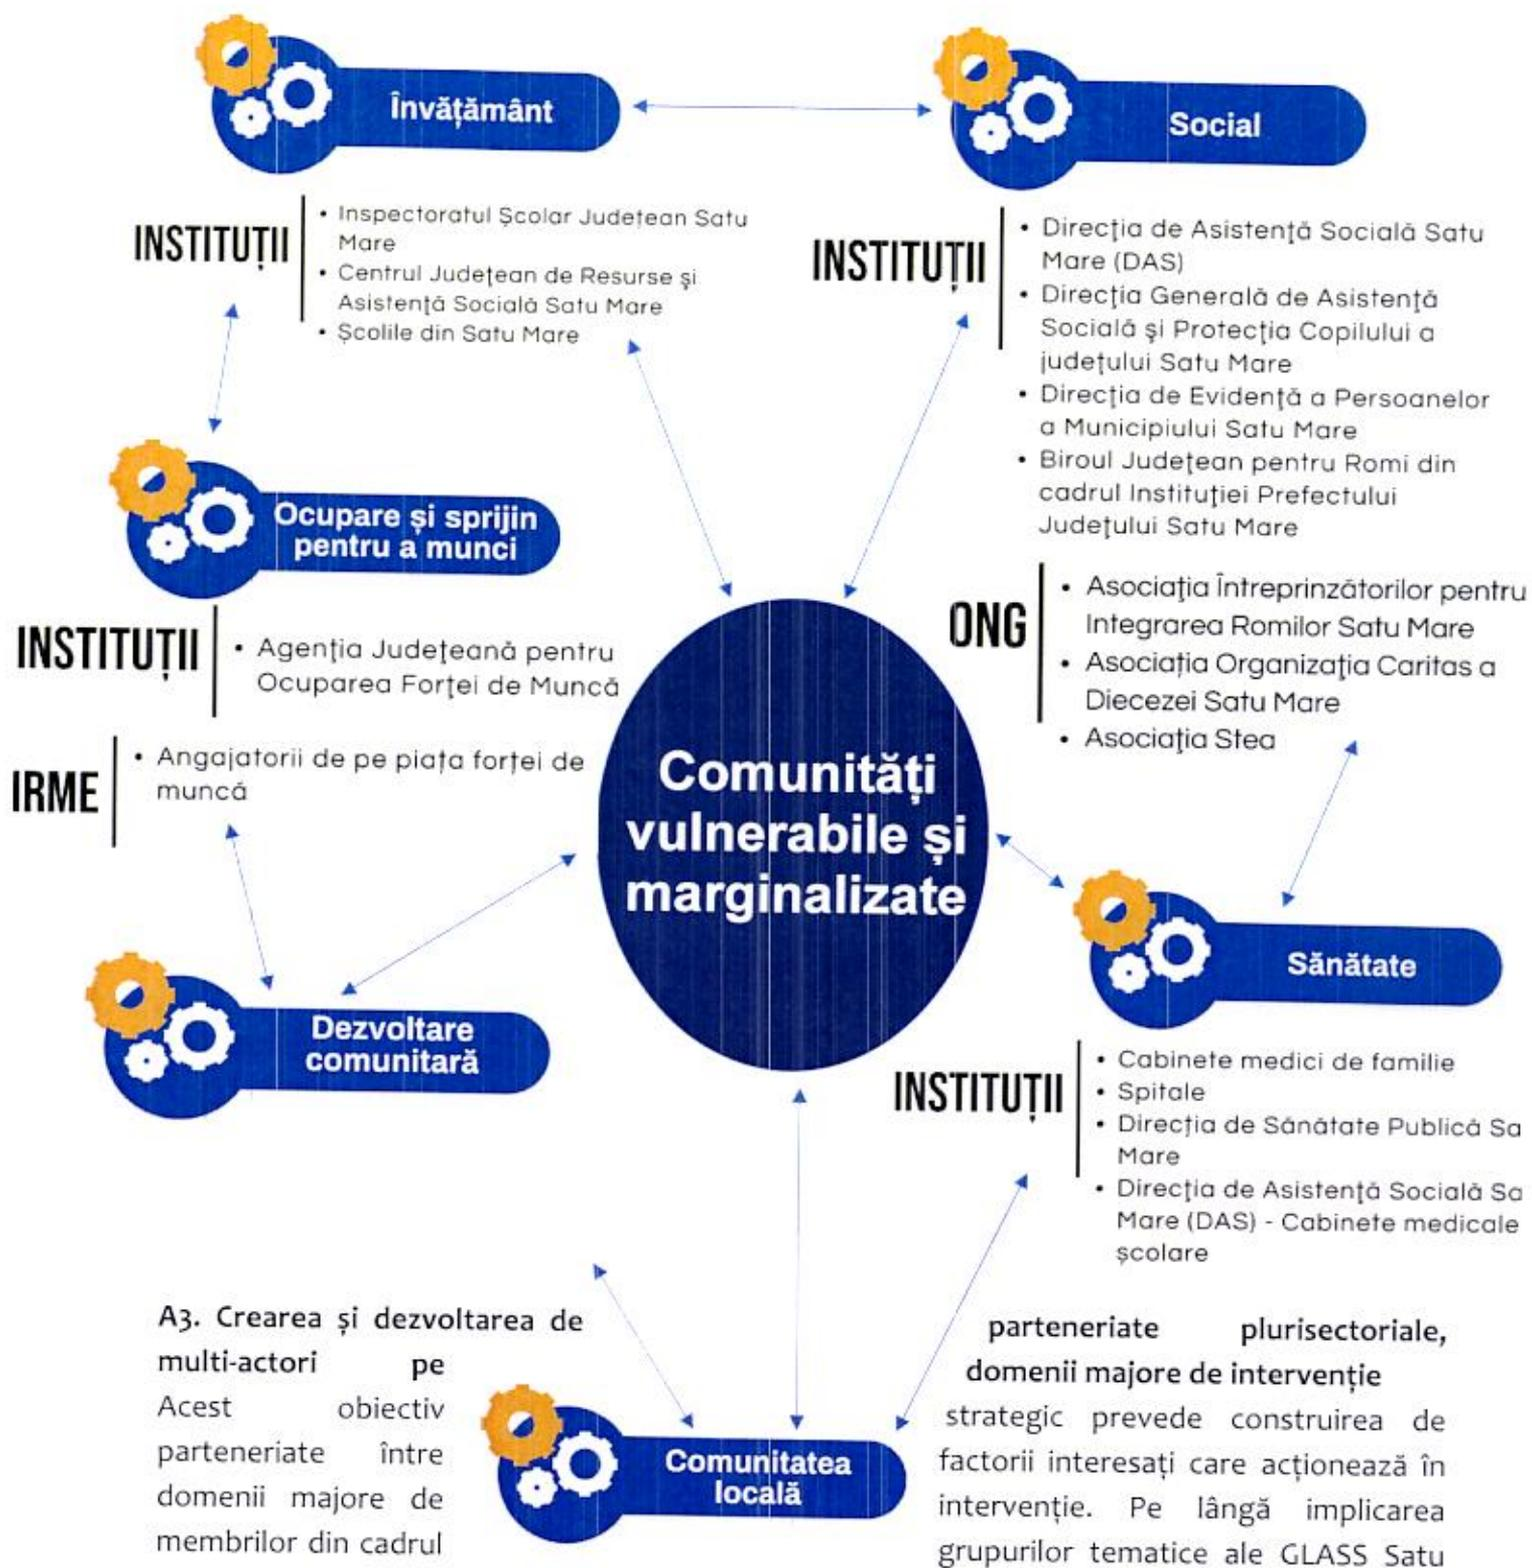 Învățământ
Social
INSTITUȚII
• Inspectoratul Școlar Județean Satu
Mare
• Centrul Județean de Resurse și
Asistență Socială Satu Mare
• Școlile din Satu Mare
INSTITUȚII
• Direcția de Asistență Socială Satu
Mare (DAS)
• Direcția Generală de Asistență
Socială și Protecția Copilului a
județului Satu Mare
• Direcția de Evidență a Persoanelor
a Municipiului Satu Mare
• Biroul Județean pentru Romi din
cadrul Instituției Prefectului
Județului Satu Mare
Ocupare și sprijin
pentru a munci
INSTITUȚII
• Agenția Județeană pentru
Ocuparea Forței de Muncă
IRME
• Angajatorii de pe piața forței de
muncă
ONG
• Asociația Întreprinzătorilor pentru
Integrarea Romilor Satu Mare
• Asociația Organizația Caritas a
Diecezei Satu Mare
• Asociația Stea
Comunități
vulnerabile și
marginalizate
Dezvoltare
comunitară
Sănătate
INSTITUȚII
• Cabinete medici de familie
• Spitale
• Direcția de Sănătate Publică Sa
Mare
• Direcția de Asistență Socială Sa
Mare (DAS) - Cabinete medicale
școlare
A3. Crearea și dezvoltarea de
multi-actori pe
Acest obiectiv
parteneriate între
domenii majore de
membrilor din cadrul
Comunitatea
locală
parteneriate plurisectoriale,
domenii majore de intervenție
strategic prevede construirea de
factorii interesați care acționează în
intervenție. Pe lângă implicarea
grupurilor tematice ale GLASS Satu